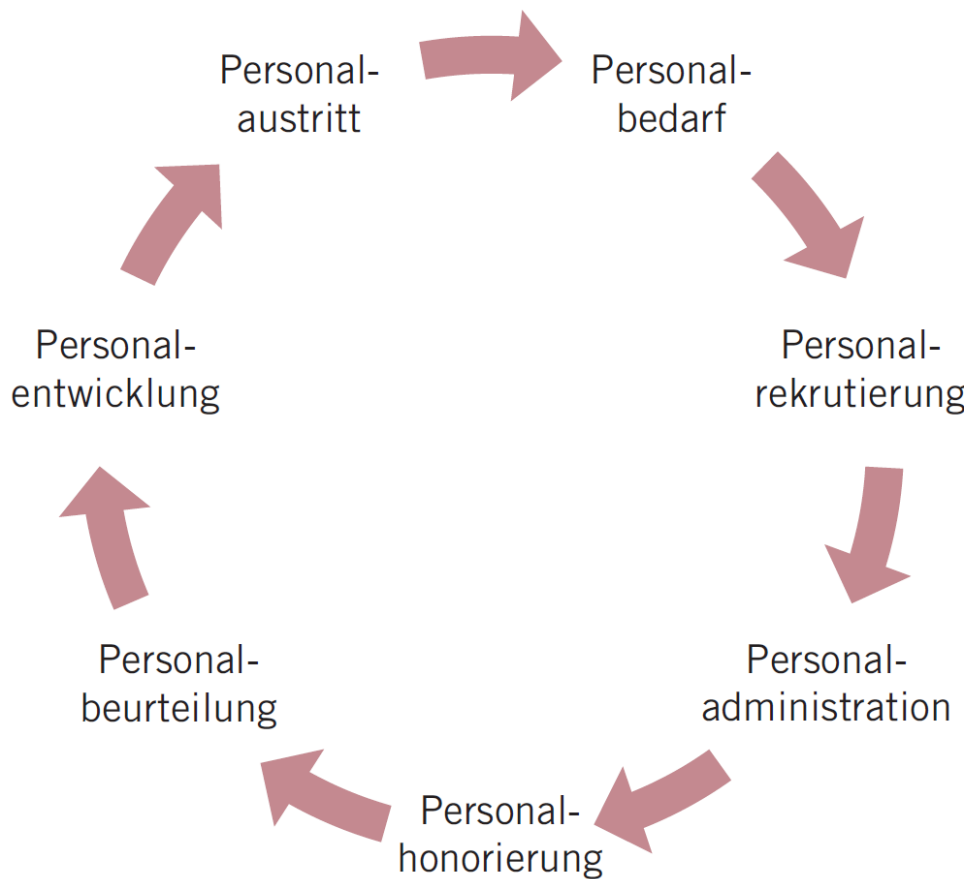 Personal-
austritt
Personal-
bedarf
Personal-
rekrutierung
Personal-
administration
Personal-
honorierung
Personal-
beurteilung
Personal-
entwicklung